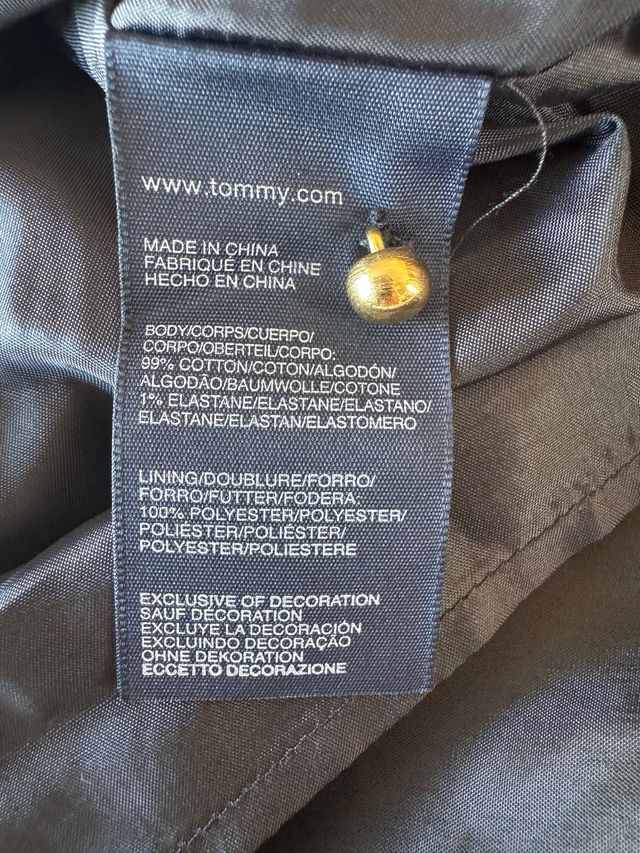 www.tommy.com
MADE IN CHINA
FABRIQUÉ EN CHINE
HECHO EN CHINA
BODY/CORPS/CUERPO/
CORPO/OBERTEIL/CORPO:
99% COTTON/COTON/ALGODÓN/
ALGODÃO/BAUMWOLLE/COTONE
1% ELASTANE/ELASTANE/ELASTANO/
ELASTANE/ELASTAN/ELASTOMERO
LINING/DOUBLURE/FORRO/
FORRO/FUTTER/FODERA:
100% POLYESTER/POLYESTER/
POLIÉSTER/POLIÉSTER/
POLYESTER/POLIESTERE
EXCLUSIVE OF DECORATION
SAUF DÉCORATION
EXCLUYE LA DECORACIÓN
EXCLUINDO DECORAÇÃO
OHNE DEKORATION
ECCETTO DECORAZIONE